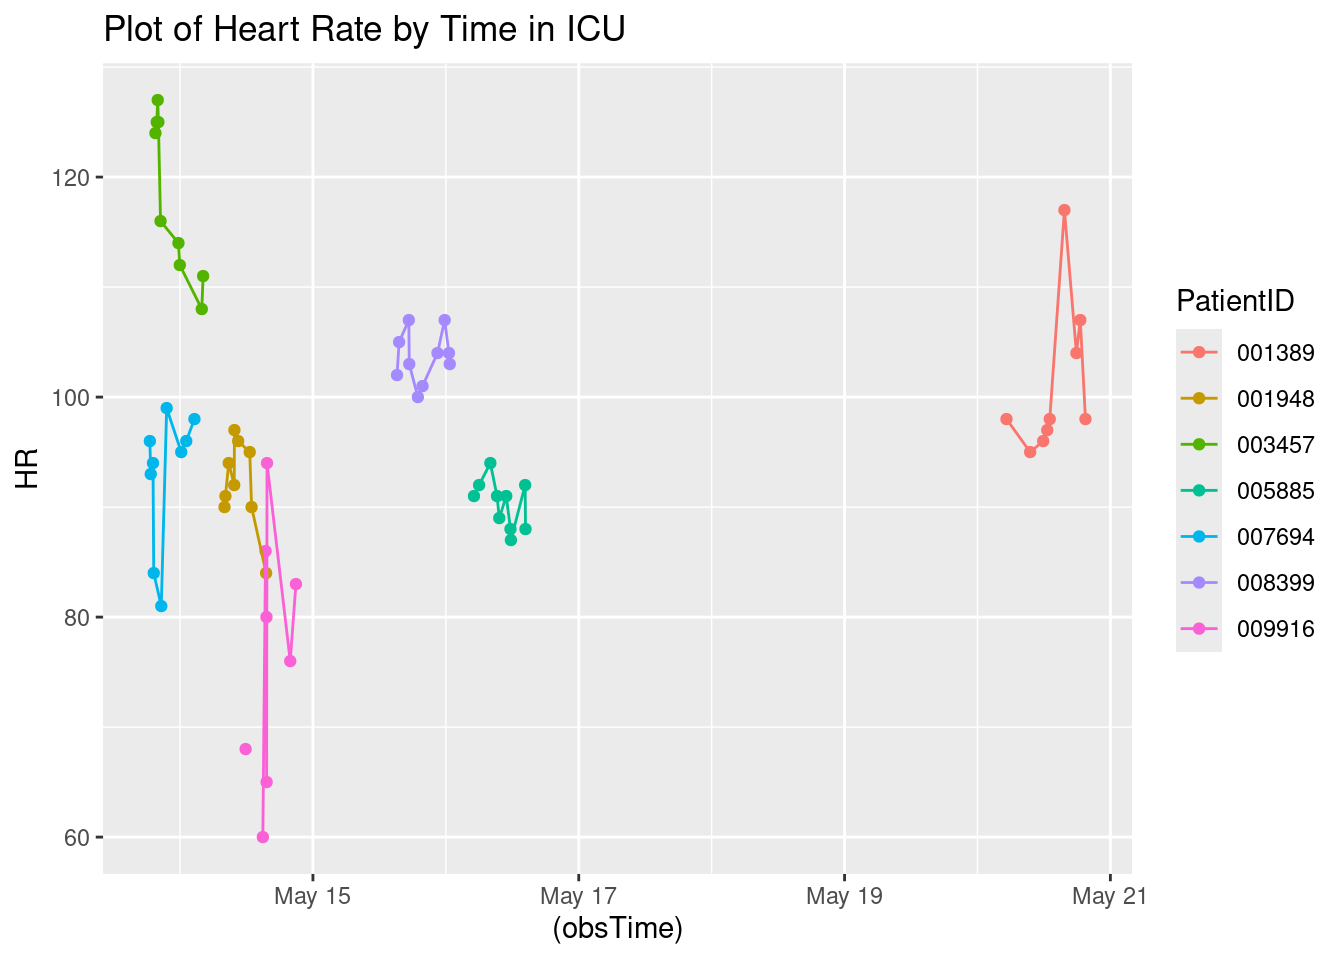 Plot of Heart Rate by Time in ICU
120
100
80
60
HR
May 15
May 17
May 19
May 21
(obsTime)
PatientID
001389
001948
003457
005885
007694
008399
009916